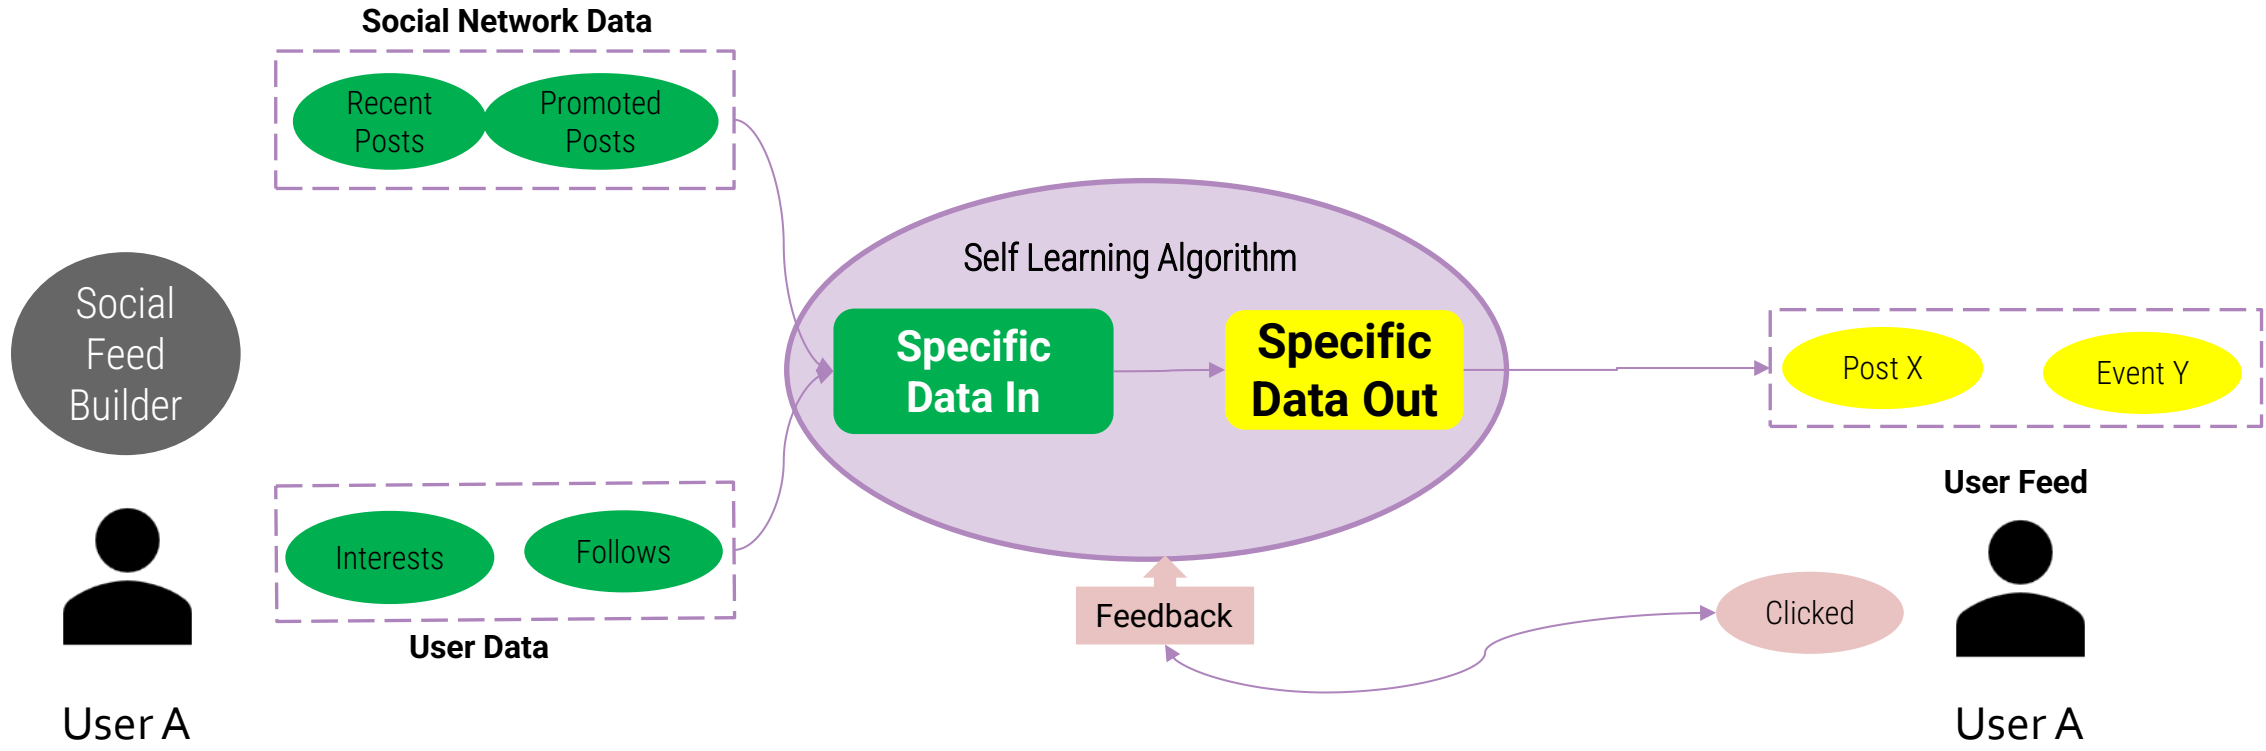 Social Network Data
Recent
Posts
Promoted
Posts
Social
Feed
Builder
Self Learning Algorithm
Specific
Data In
Specific
Data Out
Post X
Event Y
User Feed
Interests
Follows
User Data
Feedback
Clicked
User A
User A